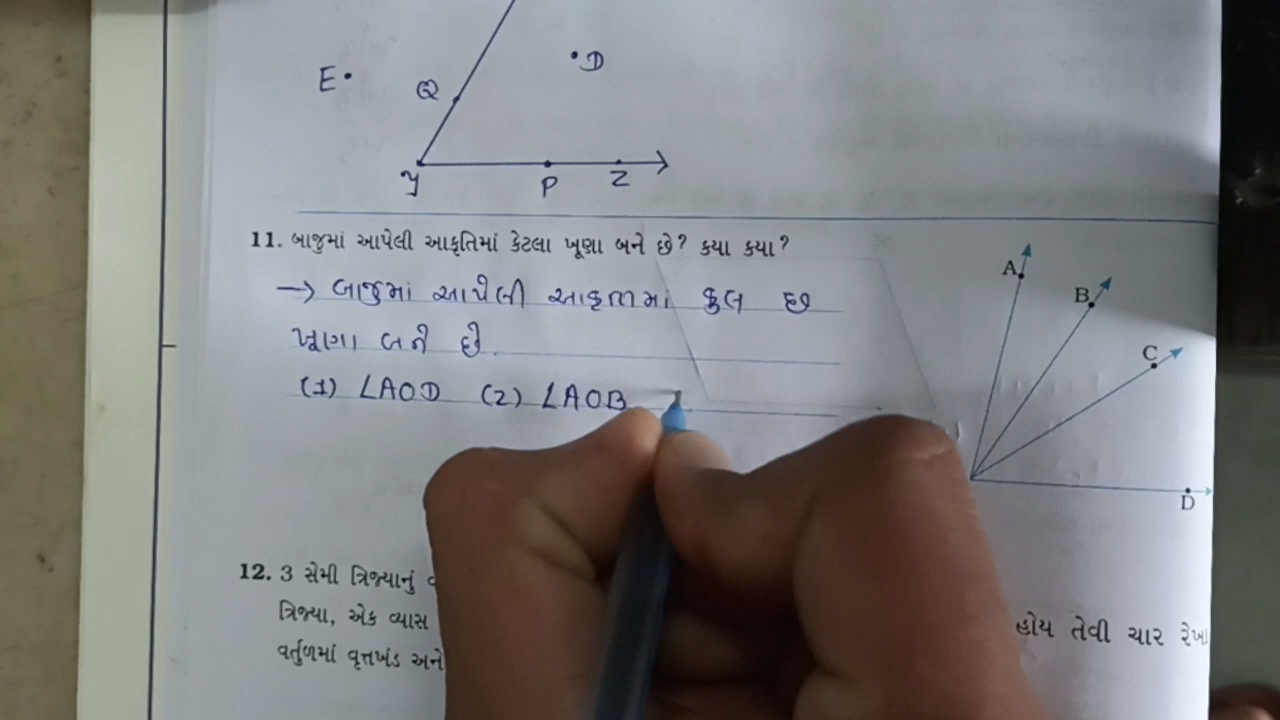 E
D
Q
y
P
Z
11. બાજુમાં આપેલી આકૃતિમાં કેટલા ખૂણા બને છે? કયા કયા?
→ બાજુમાં આપેલી આકૃતિમાં કુલ છ
ખૂણા બને છે.
(1) ∠AOD (2) ∠AOB
A
B
C
D
12. 3 સેમી ત્રિજ્યાનું
ત્રિજ્યા, એક વ્યાસ
હોય તેવી ચાર રેખા
વર્તુળમાં વૃત્તખંડ અને